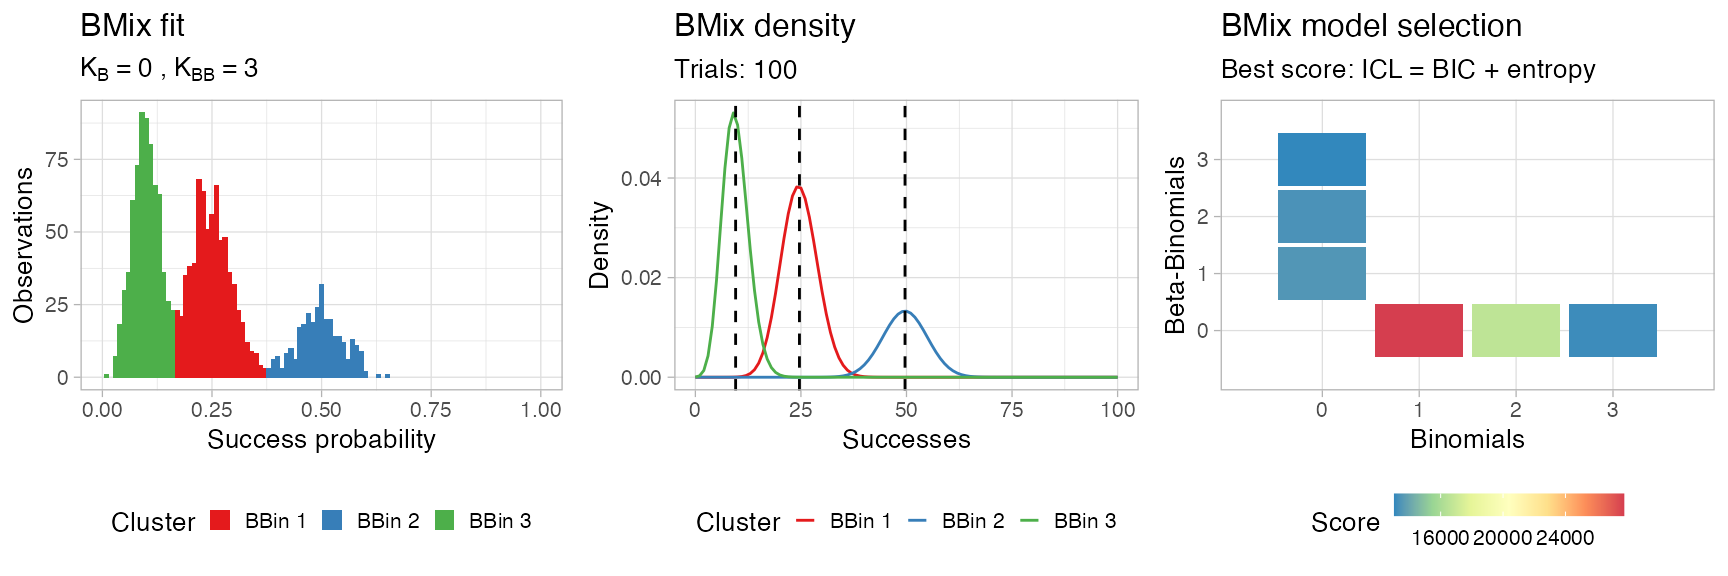 BMix fit
K_B = 0 , K_BB = 3
Observations
75
50
25
0
0.00 0.25 0.50 0.75 1.00
Success probability
Cluster BBin 1 BBin 2 BBin 3
BMix density
Trials: 100
Density
0.04
0.02
0.00
0 25 50 75 100
Successes
Cluster BBin 1 BBin 2 BBin 3
BMix model selection
Best score: ICL = BIC + entropy
Beta-Binomials
3
2
1
0
0 1 2 3
Binomials
Score
16000 20000 24000